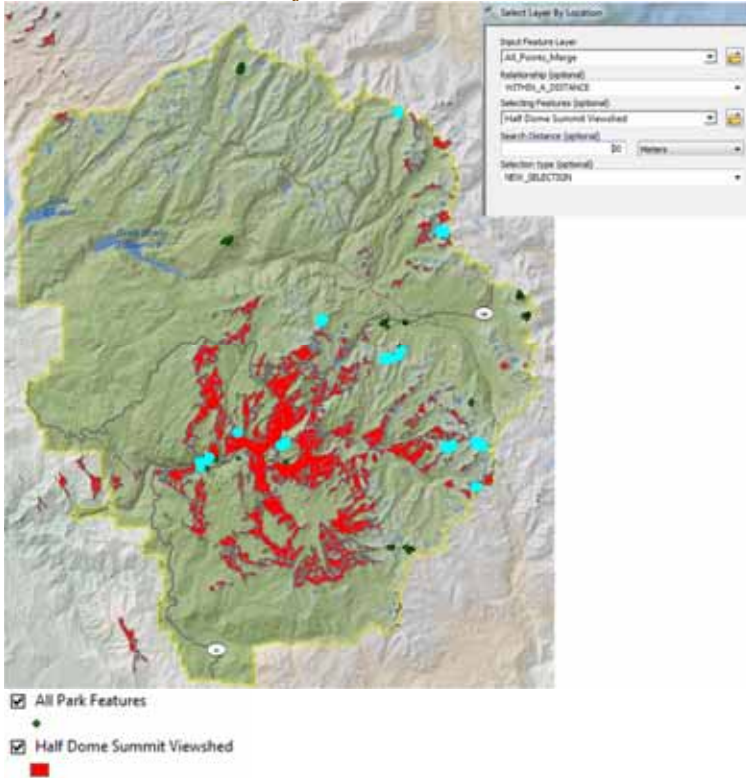 Select Layer By Location
Input Feature Layer
All_Points_Merge
Relationship (optional)
WITHIN_A_DISTANCE
Selecting Features (optional)
Half Dome Summit Viewshed
Search Distance (optional)
Meters
Selection type (optional)
NEW_SELECTION
All Park Features
Half Dome Summit Viewshed